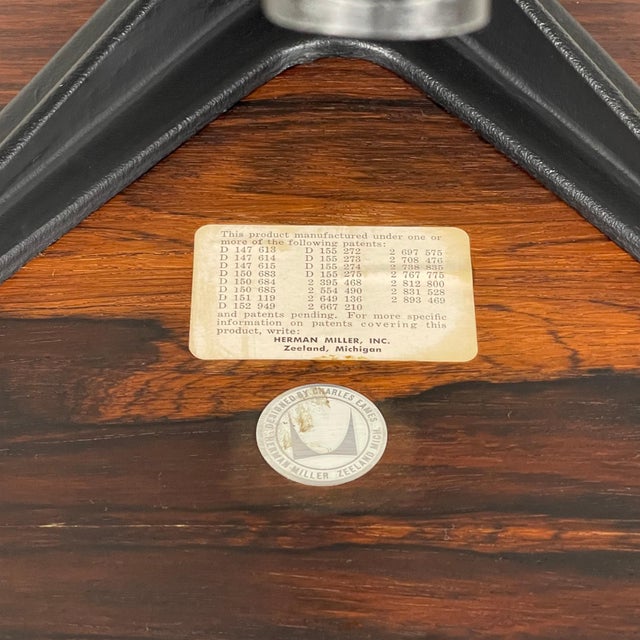 This product manufactured under one or
more of the following patents:
D 147 613 D 155 272 2 697 575
D 147 614 D 155 273 2 708 476
D 147 615 D 155 274 2 738 835
D 150 683 D 155 275 2 767 775
D 150 684 2 395 468 2 812 800
D 150 685 2 554 490 2 831 528
D 151 119 2 649 136 2 893 469
D 152 949 2 667 210
and patents pending. For more specific
information on patents covering this
product, write:
HERMAN MILLER, INC.
Zeeland, Michigan
DESIGNED BY CHARLES EAMES
HERMAN MILLER ZEELAND MICH